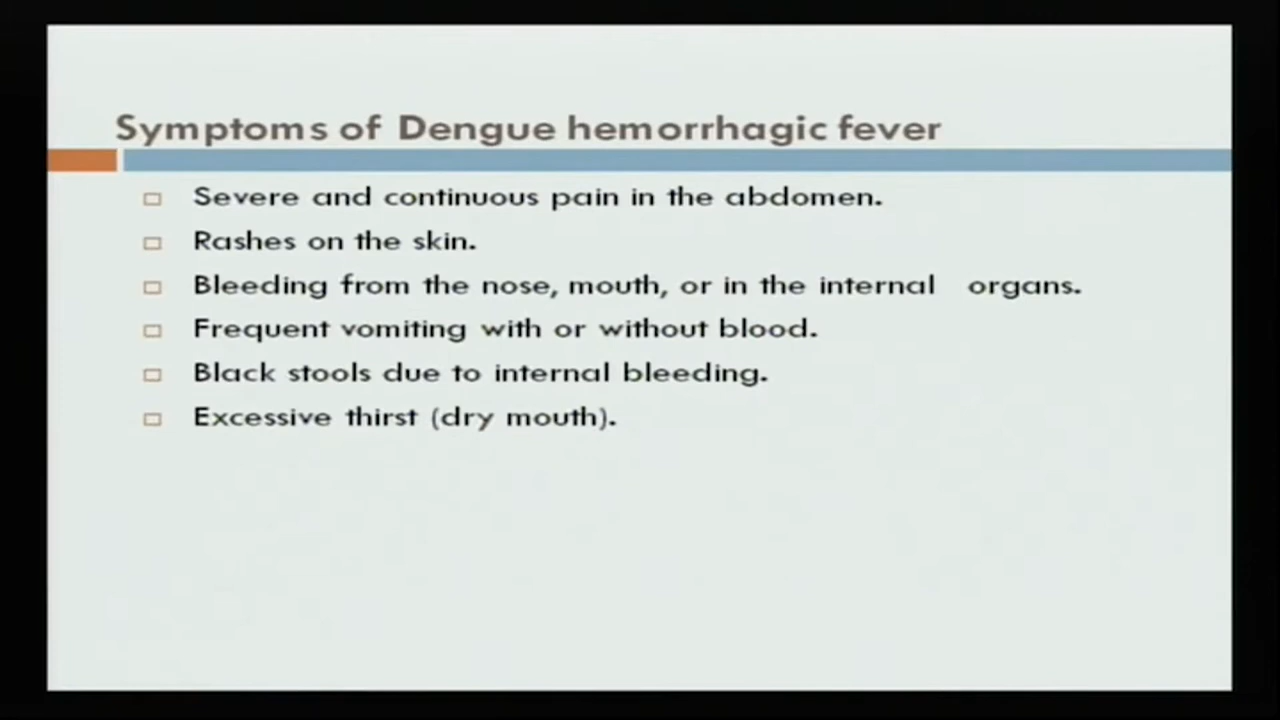 Symptoms of Dengue hemorrhagic fever
Severe and continuous pain in the abdomen.
Rashes on the skin.
Bleeding from the nose, mouth, or in the internal organs.
Frequent vomiting with or without blood.
Black stools due to internal bleeding.
Excessive thirst (dry mouth).